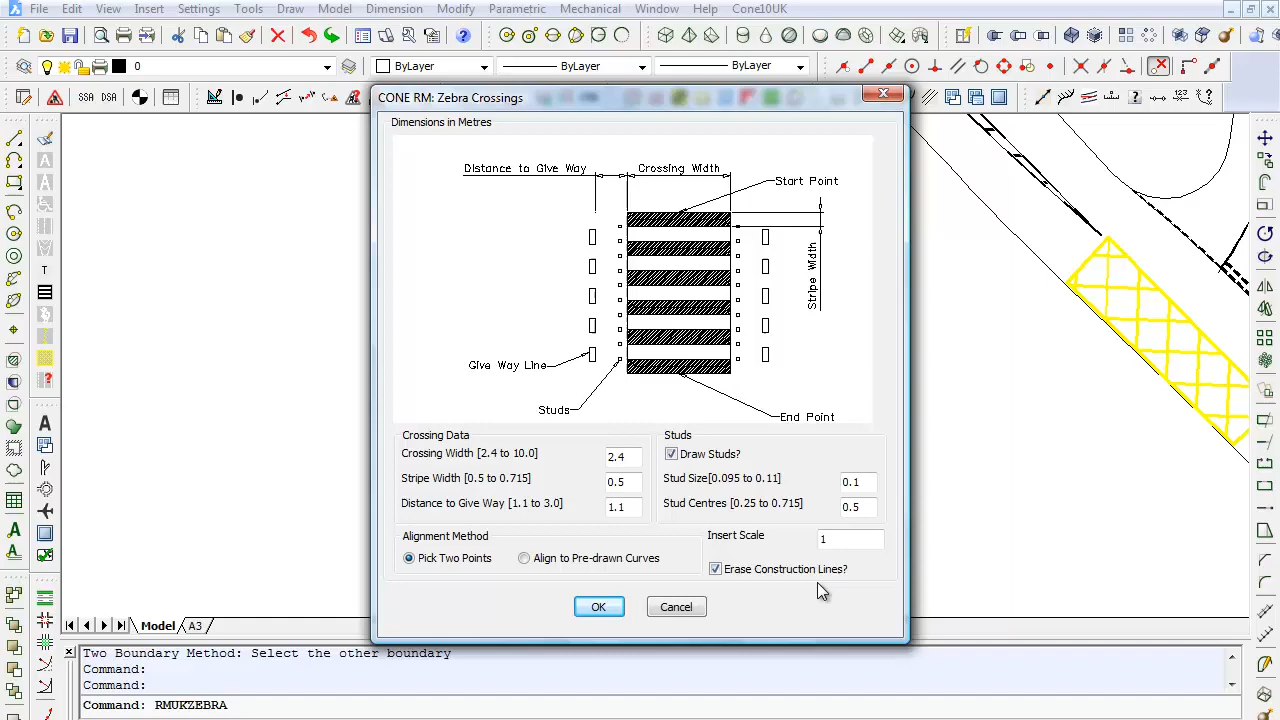 File Edit View Insert Settings Tools Draw Model Dimension Modify Parametric Mechanical Window Help Cone10UK
0 ByLayer ByLayer ByLayer
SSA DSA
CONE RM: Zebra Crossings
Dimensions in Metres
Distance to Give Way Crossing Width
Start Point
Stripe Width
Give Way Line
Studs
End Point
Crossing Data
Crossing Width [2.4 to 10.0] 2.4
Stripe Width [0.5 to 0.715] 0.5
Distance to Give Way [1.1 to 3.0] 1.1
Studs
Draw Studs?
Stud Size[0.095 to 0.11] 0.1
Stud Centres [0.25 to 0.715] 0.5
Alignment Method
Pick Two Points Align to Pre-drawn Curves
Insert Scale 1
Erase Construction Lines?
OK Cancel
Model A3
Two Boundary Method: Select the other boundary
Command:
Command:
Command: RMUKZEBRA